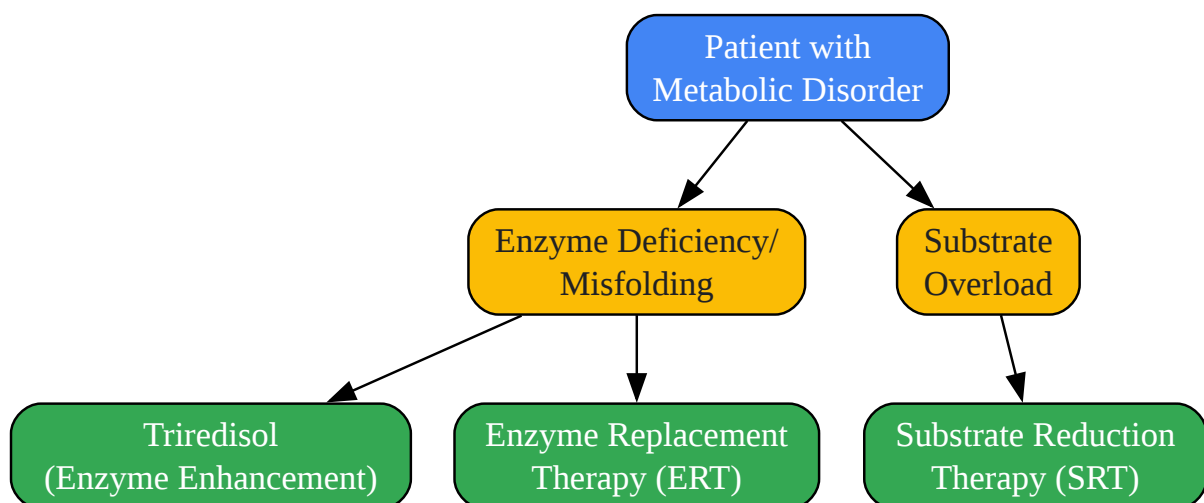 Patient with
Metabolic Disorder
Enzyme Deficiency/
Misfolding
Substrate
Overload
Triredisol
(Enzyme Enhancement)
Enzyme Replacement
Therapy (ERT)
Substrate Reduction
Therapy (SRT)